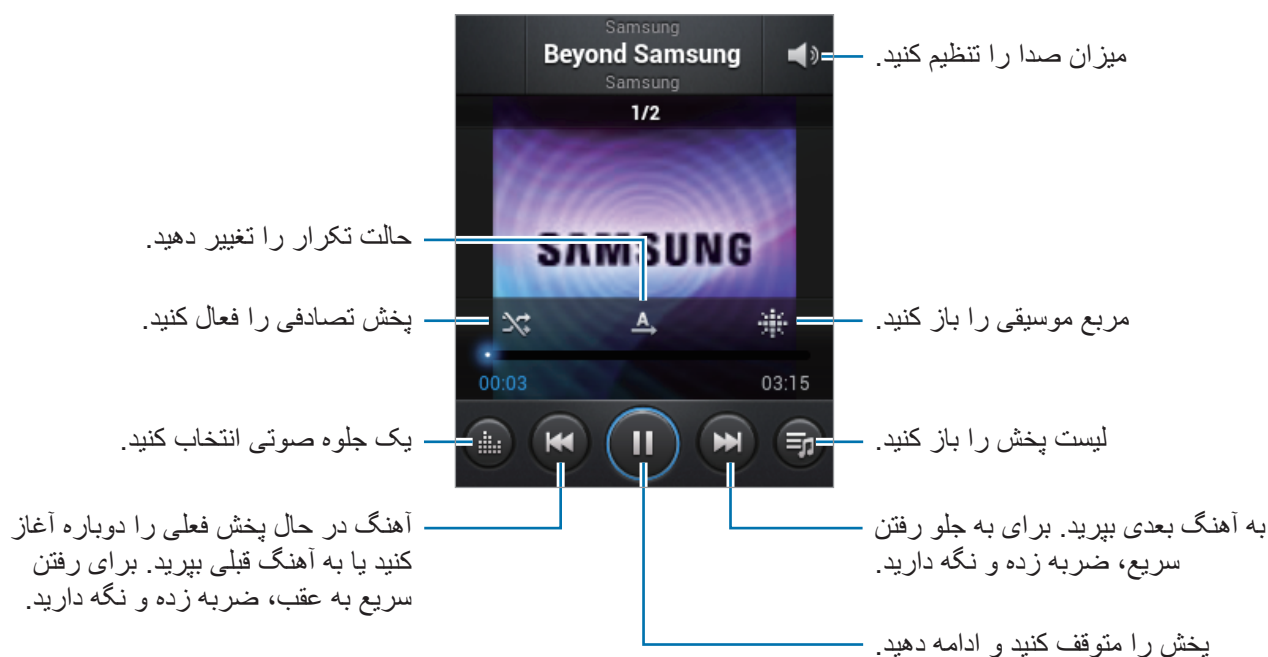 Samsung
Beyond Samsung
Samsung
میزان صدا را تنظیم کنید.
1/2
SAMSUNG
حالت تکرار را تغییر دهید.
پخش تصادفی را فعال کنید.
A
مربع موسیقی را باز کنید.
00:03
03:15
یک جلوه صوتی انتخاب کنید.
لیست پخش را باز کنید.
آهنگ در حال پخش فعلی را دوباره آغاز
کنید یا به آهنگ قبلی بپرید. برای رفتن
سریع به عقب، ضربه زده و نگه دارید.
به آهنگ بعدی بپرید. برای به جلو رفتن
سریع، ضربه زده و نگه دارید.
پخش را متوقف کنید و ادامه دهید.